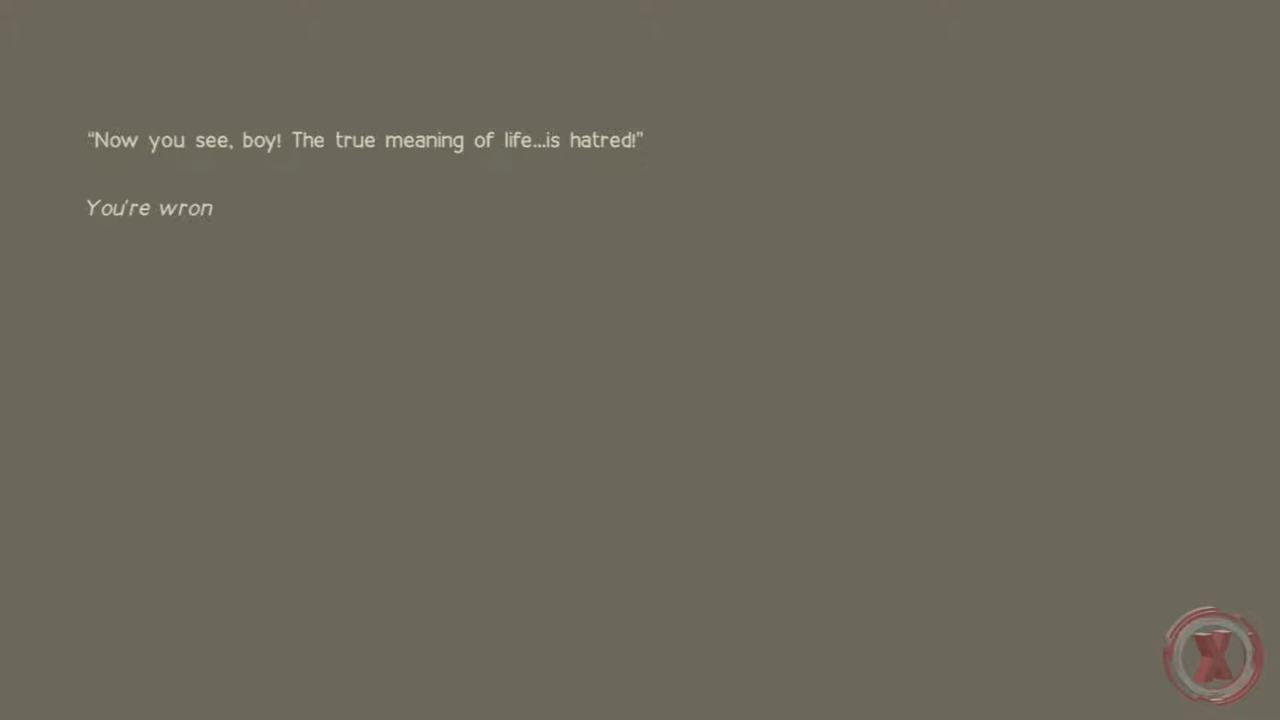 “Now you see, boy! The true meaning of life...is hatred!”
You're wron
X